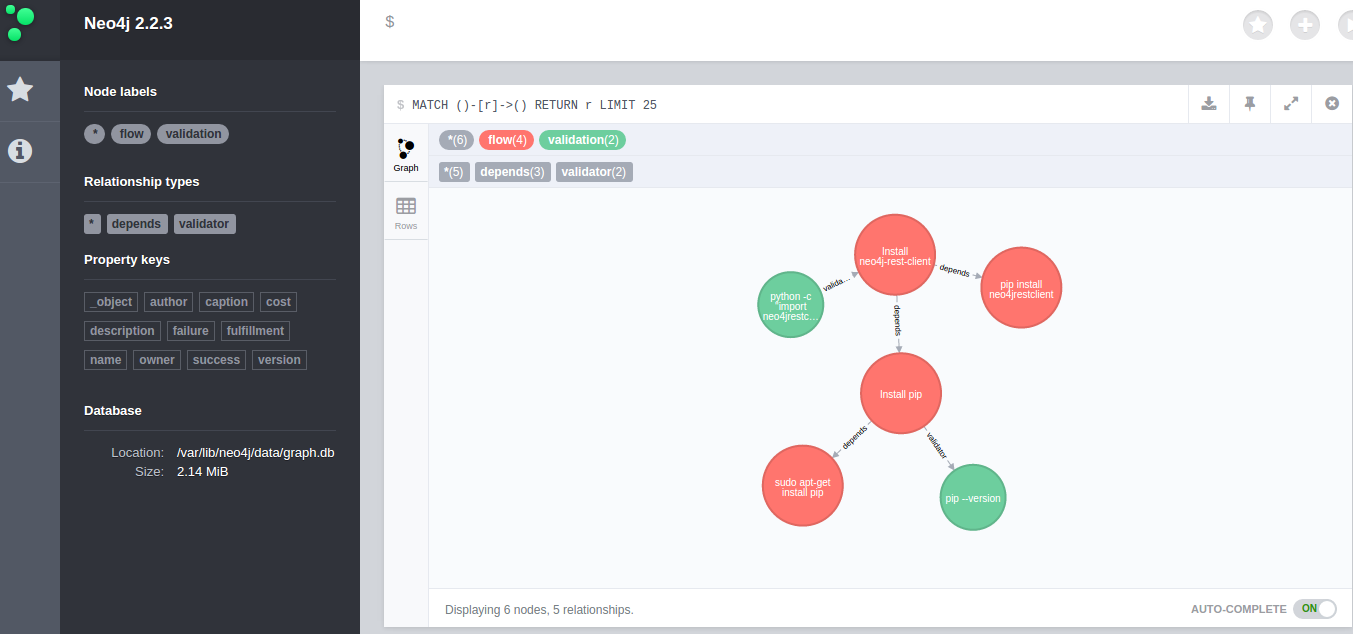 Neo4j 2.2.3
$
Node labels
* flow validation
Relationship types
* depends validator
Property keys
_object author caption cost
description failure fulfillment
name owner success version
Database
Location: /var/lib/neo4j/data/graph.db
Size: 2.14 MiB
$ MATCH ()-[r]->() RETURN r LIMIT 25
Graph
Rows
*(6) flow(4) validation(2)
*(5) depends(3) validator(2)
Install
neo4j-rest-client
depends
pip install
neo4jrestclient
valida...
python -c
"import
neo4jrestc...
depends
Install pip
depends
validator
sudo apt-get
install pip
pip --version
Displaying 6 nodes, 5 relationships.
AUTO-COMPLETE ON